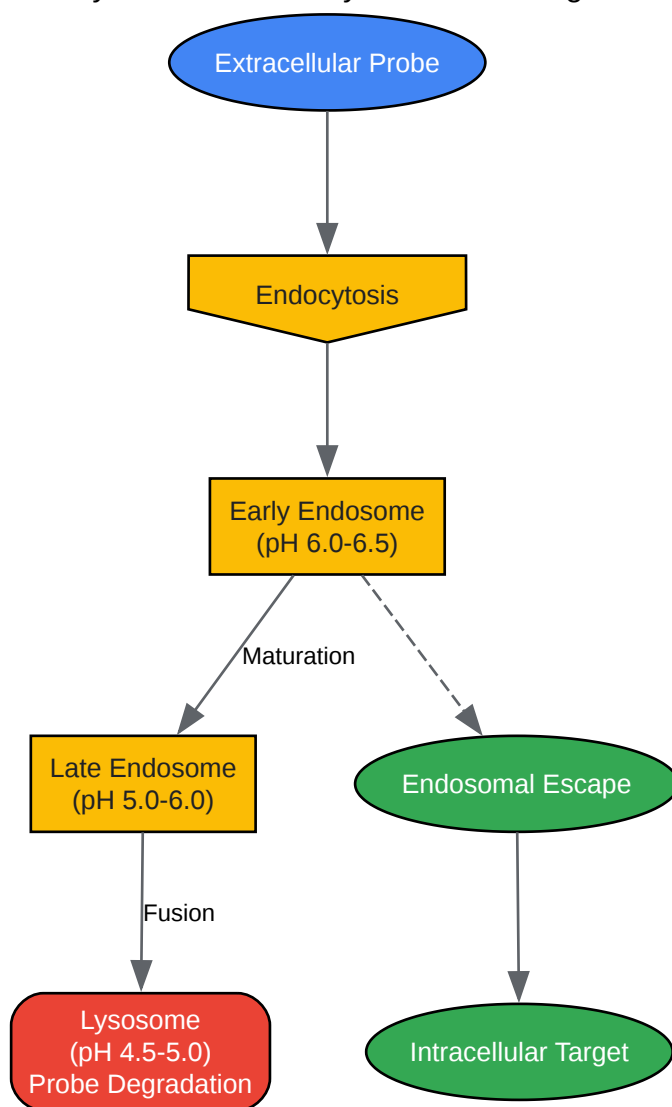 Extracellular Probe
Endocytosis
Early Endosome
(pH 6.0-6.5)
Maturation
Late Endosome
(pH 5.0-6.0)
Endosomal Escape
Fusion
Lysosome
(pH 4.5-5.0)
Probe Degradation
Intracellular Target